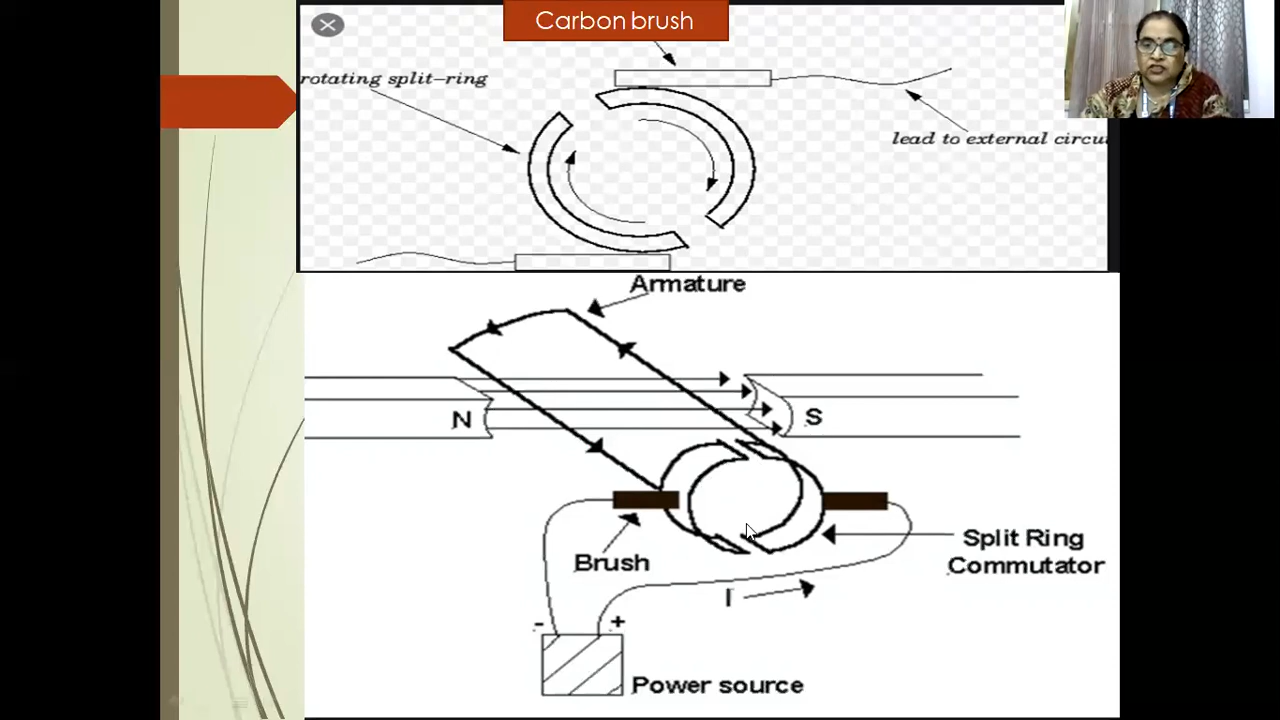 Carbon brush
rotating split-ring
lead to external circu
Armature
N
S
Brush
Split Ring
Commutator
I
- +
Power source